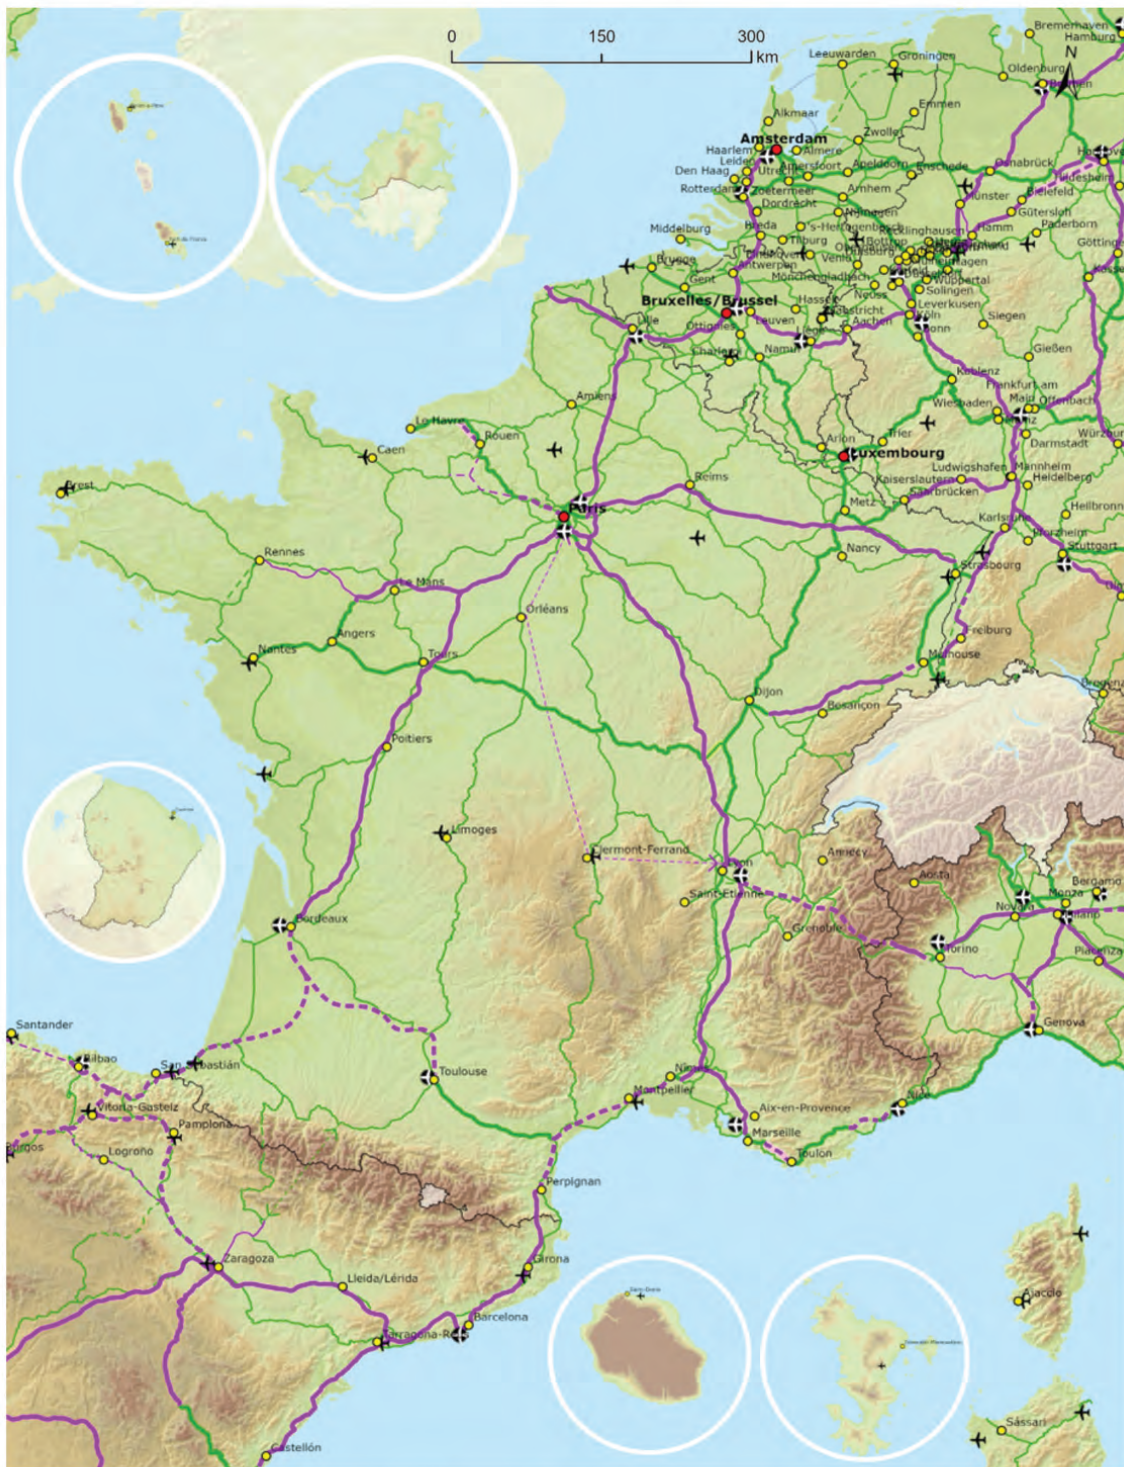 0 150 300 km
Bremerhaven
Hamburg
N
Leeuwarden
Groningen
Oldenburg
Bremen
Alkmaar
Emmen
Amsterdam
Zwolle
Haarlem
Almere
Leiden
Den Haag
Utrecht
Amersfoort
Apeldoorn
Enschede
Osnabrück
Hildesheim
Rotterdam
Zoetermeer
Arnhem
Münster
Bielefeld
Dordrecht
Nijmegen
Gütersloh
Breda
's-Hertogenbosch
Recklinghausen
Hamm
Paderborn
Middelburg
Tilburg
Bottrop
Göttingen
Brugge
Eindhoven
Venlo
Duisburg
Antwerpen
Mönchengladbach
Wuppertal
Gent
Neuss
Solingen
Bruxelles/Brussel
Hasselt
Leverkusen
Lille
Ottignies
Leuven
Maastricht
Liège
Aachen
Köln
Bonn
Siegen
Charleroi
Namur
Gießen
Koblenz
Frankfurt am
Main
Offenbach
Amiens
Wiesbaden
Mainz
Le Havre
Rouen
Arlon
Trier
Darmstadt
Würzburg
Caen
Luxembourg
Ludwigshafen
Mannheim
Brest
Reims
Kaiserslautern
Heidelberg
Saarbrücken
Paris
Metz
Heilbronn
Karlsruhe
Pforzheim
Rennes
Nancy
Stuttgart
Strasbourg
Ulm
Le Mans
Orléans
Angers
Freiburg
Nantes
Tours
Mulhouse
Dijon
Bregenz
Besançon
Poitiers
Limoges
Clermont-Ferrand
Lyon
Annecy
Aosta
Bergamo
Saint-Etienne
Monza
Novara
Milano
Bordeaux
Grenoble
Torino
Piacenza
Santander
Genova
Bilbao
San Sebastián
Toulouse
Nîmes
Montpellier
Nice
Vitoria-Gasteiz
Aix-en-Provence
Pamplona
Marseille
Burgos
Logroño
Toulon
Perpignan
Zaragoza
Girona
Lleida/Lérida
Ajaccio
Barcelona
Tarragona-Reus
Sássari
Castellón